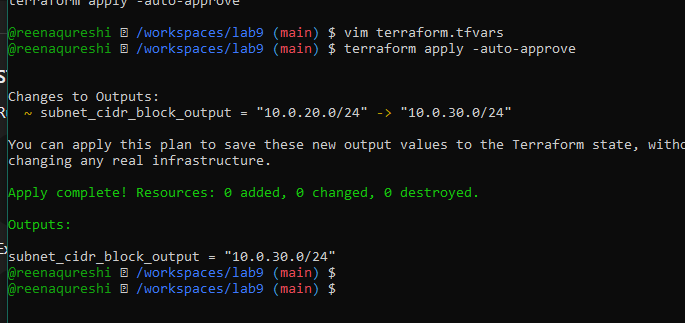 terraform apply -auto-approve
@reenaqureshi /workspaces/lab9 (main) $ vim terraform.tfvars
@reenaqureshi /workspaces/lab9 (main) $ terraform apply -auto-approve
Changes to Outputs:
~ subnet_cidr_block_output = "10.0.20.0/24" -> "10.0.30.0/24"
You can apply this plan to save these new output values to the Terraform state, witho
changing any real infrastructure.
Apply complete! Resources: 0 added, 0 changed, 0 destroyed.
Outputs:
subnet_cidr_block_output = "10.0.30.0/24"
@reenaqureshi /workspaces/lab9 (main) $
@reenaqureshi /workspaces/lab9 (main) $